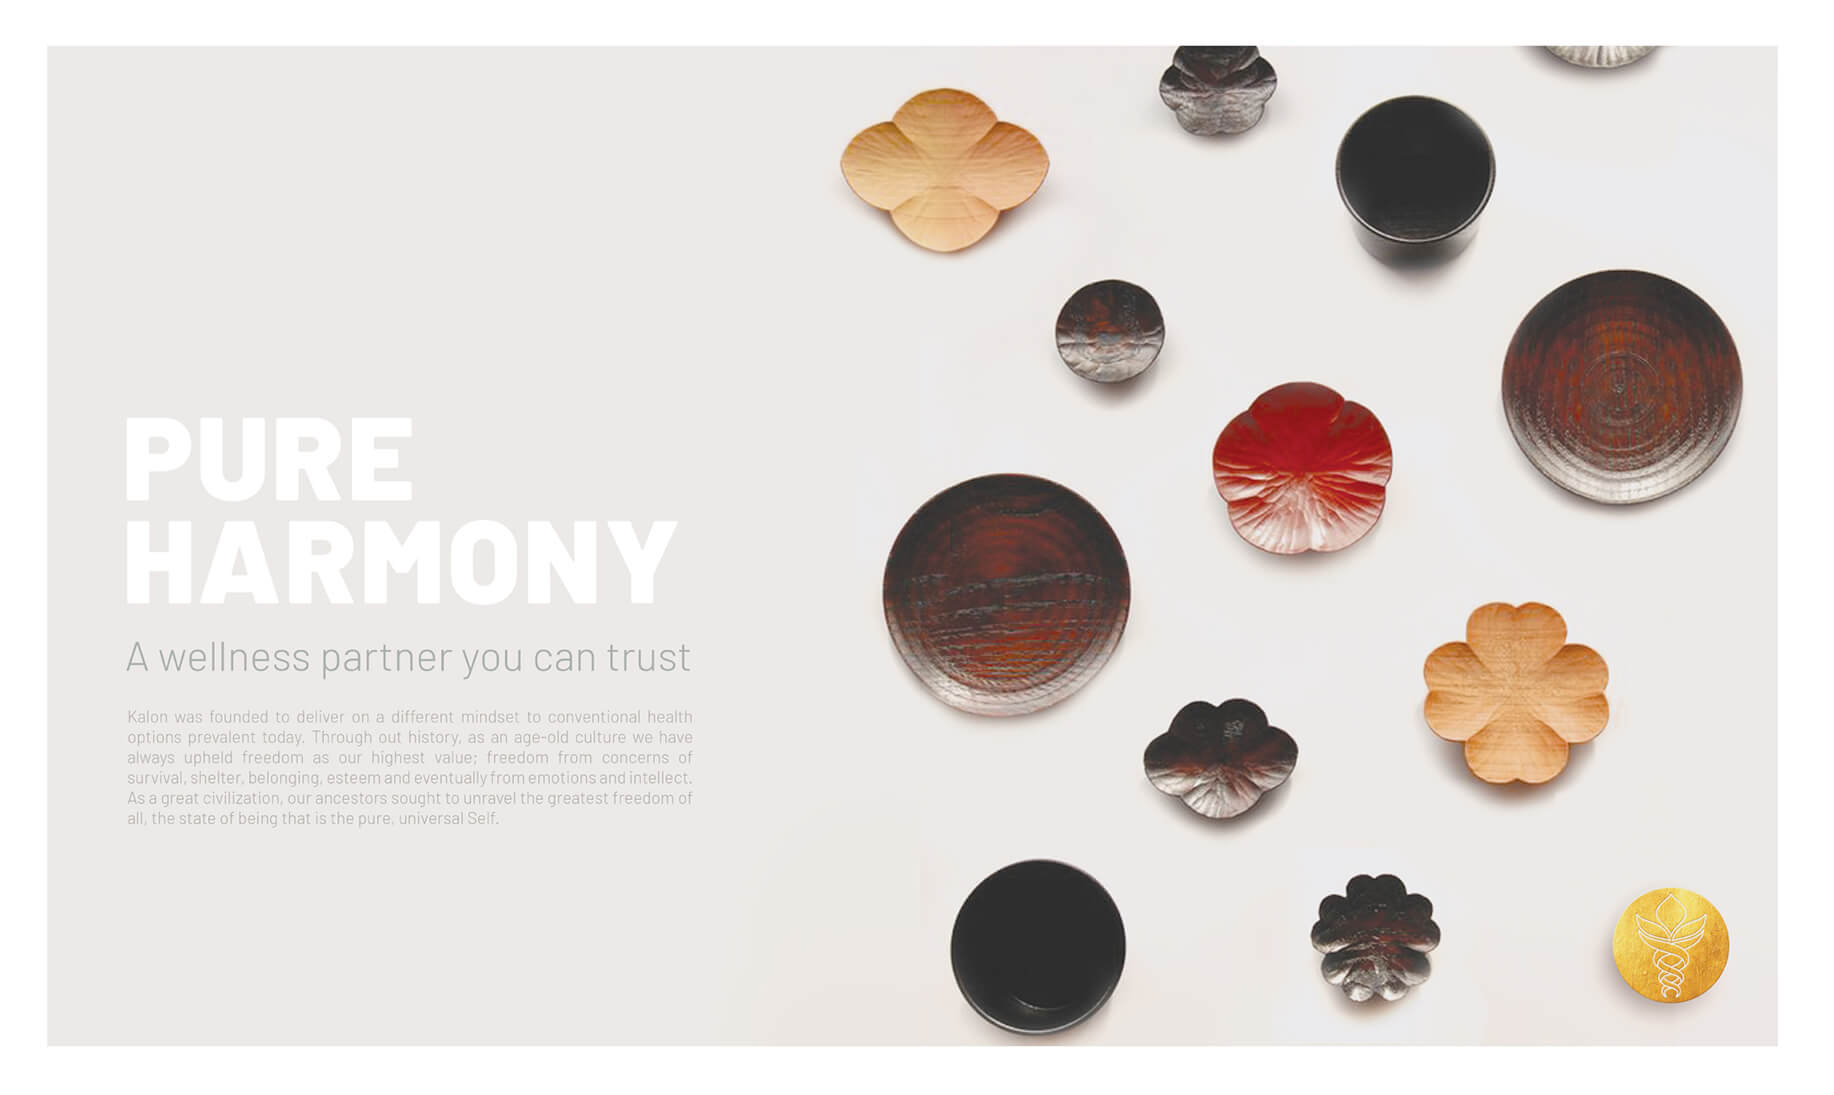 PURE
HARMONY
A wellness partner you can trust
Kalon was founded to deliver on a different mindset to conventional health
options prevalent today. Through out history, as an age-old culture we have
always upheld freedom as our highest value; freedom from concerns of
survival, shelter, belonging, esteem and eventually from emotions and intellect.
As a great civilization, our ancestors sought to unravel the greatest freedom of
all, the state of being that is the pure, universal Self.